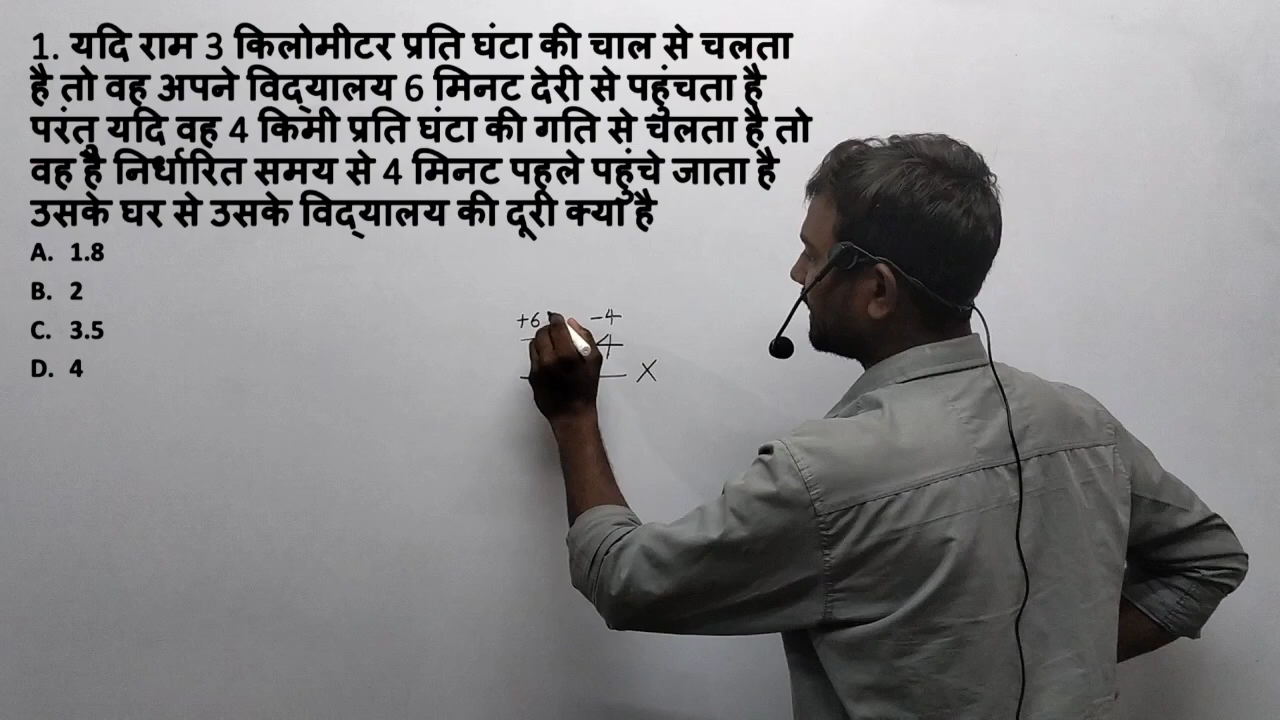 1. यदि राम 3 किलोमीटर प्रति घंटा की चाल से चलता
है तो वह अपने विद्यालय 6 मिनट देरी से पहुंचता है
परंतु यदि वह 4 किमी प्रति घंटा की गति से चलता है तो
वह है निर्धारित समय से 4 मिनट पहले पहुंचे जाता है
उसके घर से उसके विद्यालय की दूरी क्या है
A. 1.8
B. 2
C. 3.5
D. 4
+6 -4
4
X